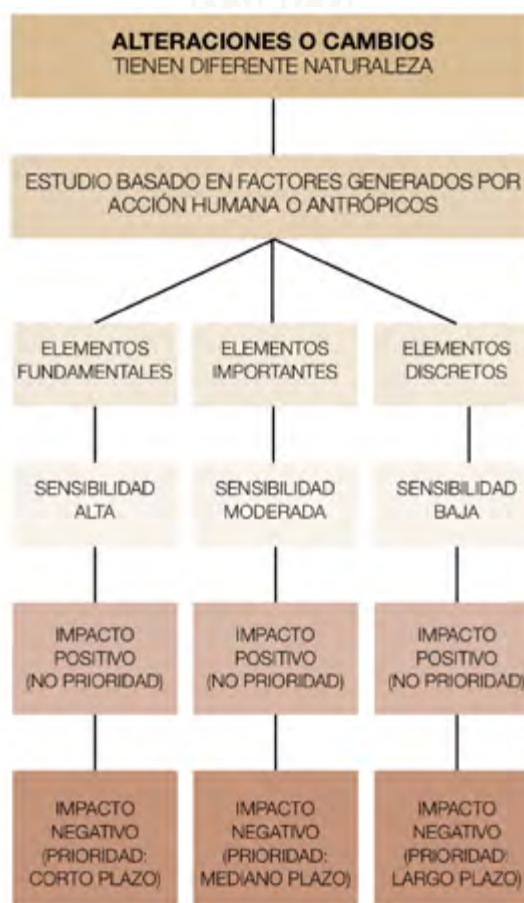 ALTERACIONES O CAMBIOS
TIENEN DIFERENTE NATURALEZA
ESTUDIO BASADO EN FACTORES GENERADOS POR
ACCIÓN HUMANA O ANTRÓPICOS
ELEMENTOS
FUNDAMENTALES
ELEMENTOS
IMPORTANTES
ELEMENTOS
DISCRETOS
SENSIBILIDAD
ALTA
SENSIBILIDAD
MODERADA
SENSIBILIDAD
BAJA
IMPACTO
POSITIVO
(NO PRIORIDAD)
IMPACTO
POSITIVO
(NO PRIORIDAD)
IMPACTO
POSITIVO
(NO PRIORIDAD)
IMPACTO
NEGATIVO
(PRIORIDAD:
CORTO PLAZO)
IMPACTO
NEGATIVO
(PRIORIDAD:
MEDIANO PLAZO)
IMPACTO
NEGATIVO
(PRIORIDAD:
LARGO PLAZO)